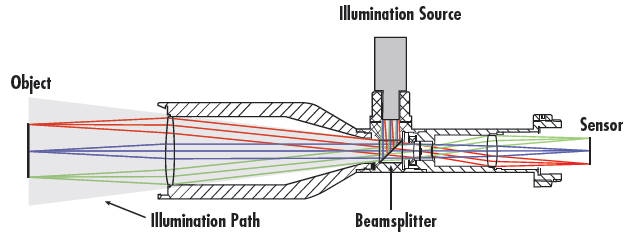 Illumination Source
Object
Sensor
Illumination Path
Beamsplitter